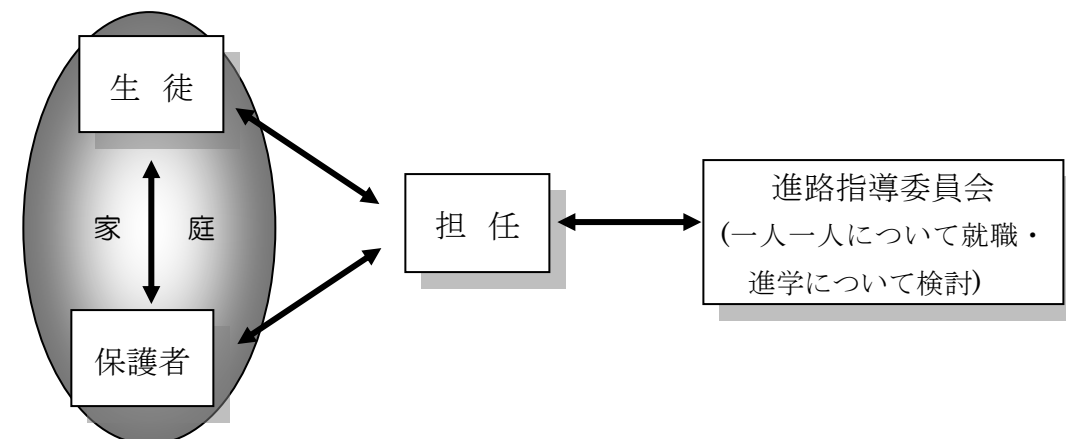 生 徒
家 庭
保護者
担 任
進路指導委員会
(一人一人について就職・
進学について検討)